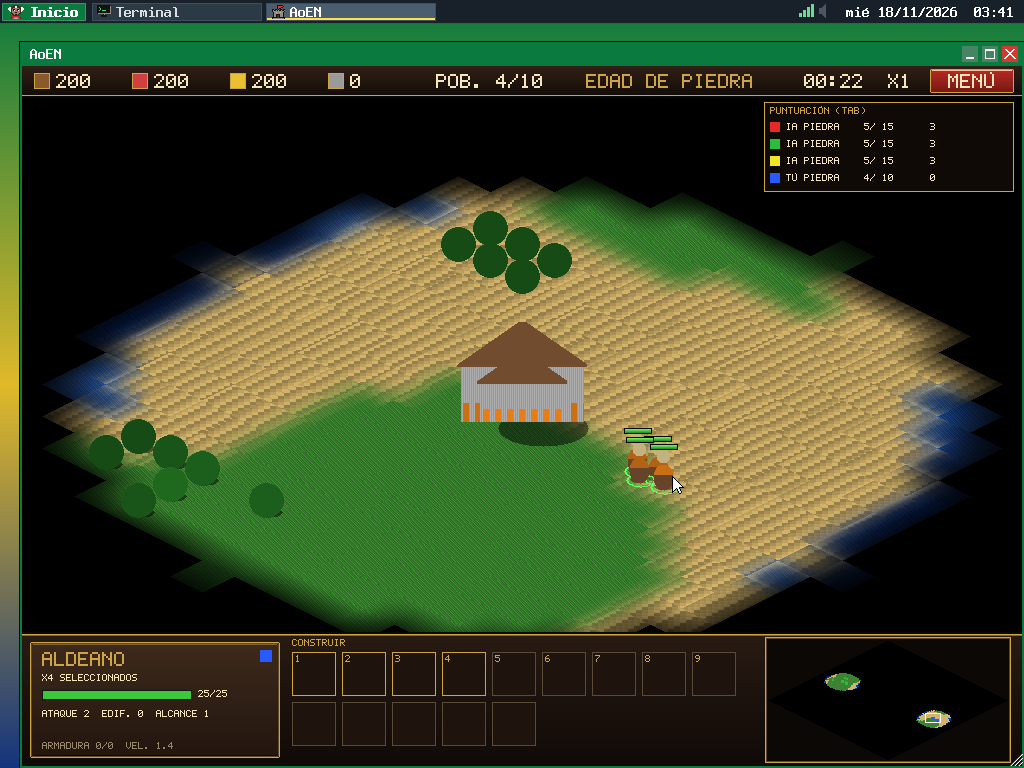 Inicio Terminal AoEN mié 18/11/2026 03:41
AoEN
200 200 200 0 POB. 4/10 EDAD DE PIEDRA 00:22 X1 MENÚ
PUNTUACIÓN (TAB)
IA PIEDRA 5/ 15 3
IA PIEDRA 5/ 15 3
IA PIEDRA 5/ 15 3
TÚ PIEDRA 4/ 10 0
CONSTRUIR
ALDEANO
X4 SELECCIONADOS
25/25
ATAQUE 2 EDIF. 0 ALCANCE 1
ARMADURA 0/0 VEL. 1.4
1 2 3 4 5 6 7 8 9